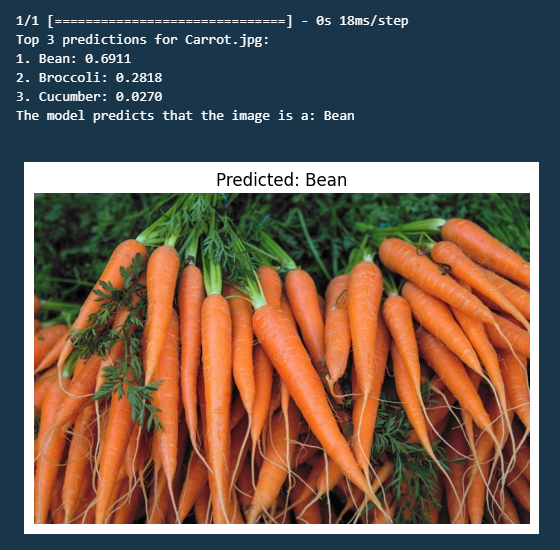 1/1 [==============================] - 0s 18ms/step
Top 3 predictions for Carrot.jpg:
1. Bean: 0.6911
2. Broccoli: 0.2818
3. Cucumber: 0.0270
The model predicts that the image is a: Bean
Predicted: Bean